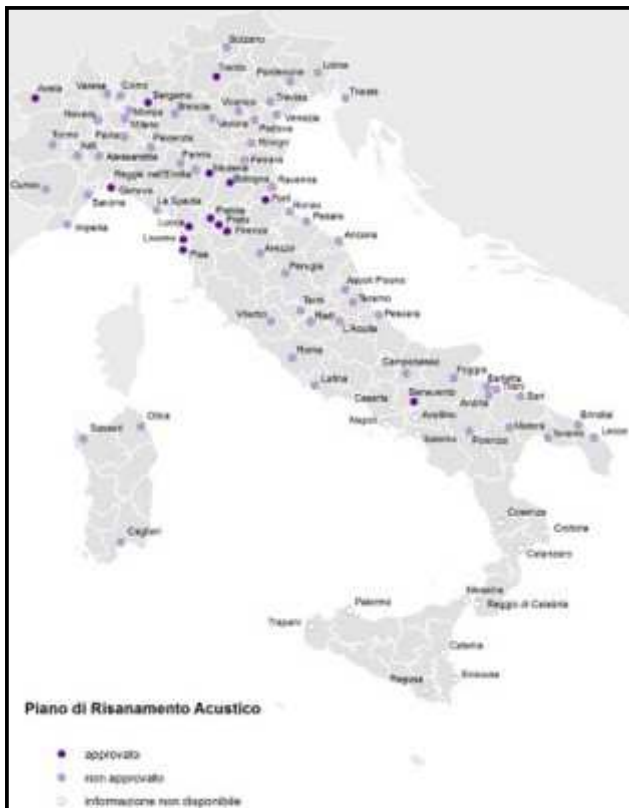 Bolzano
Trento
Udine
Pordenone
Aosta
Varese
Como
Bergamo
Vicenza
Treviso
Trieste
Novara
Monza
Milano
Brescia
Verona
Padova
Venezia
Torino
Pavia
Piacenza
Rovigo
Asti
Alessandria
Parma
Ferrara
Reggio nell'Emilia
Modena
Bologna
Ravenna
Cuneo
Genova
Forlì
Savona
La Spezia
Rimini
Imperia
Lucca
Pistoia
Prato
Firenze
Pesaro
Livorno
Pisa
Arezzo
Ancona
Perugia
Ascoli Piceno
Terni
Teramo
Viterbo
Rieti
L'Aquila
Pescara
Roma
Campobasso
Foggia
Barletta
Latina
Trani
Caserta
Benevento
Andria
Bari
Napoli
Avellino
Brindisi
Salerno
Potenza
Matera
Taranto
Lecce
Olbia
Sassari
Cagliari
Cosenza
Crotone
Catanzaro
Messina
Palermo
Reggio di Calabria
Trapani
Catania
Ragusa
Siracusa
Piano di Risanamento Acustico
approvato
non approvato
informazione non disponibile